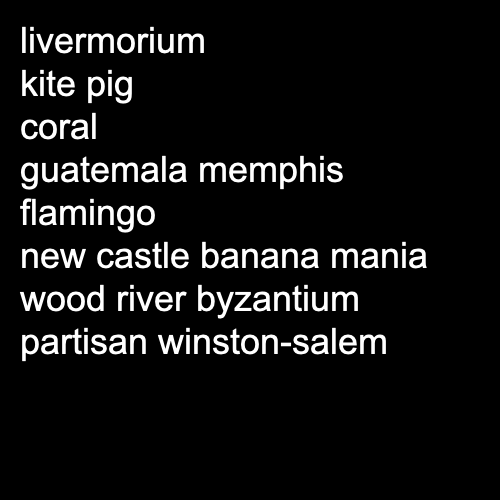 livermorium
kite pig
coral
guatemala memphis
flamingo
new castle banana mania
wood river byzantium
partisan winston-salem